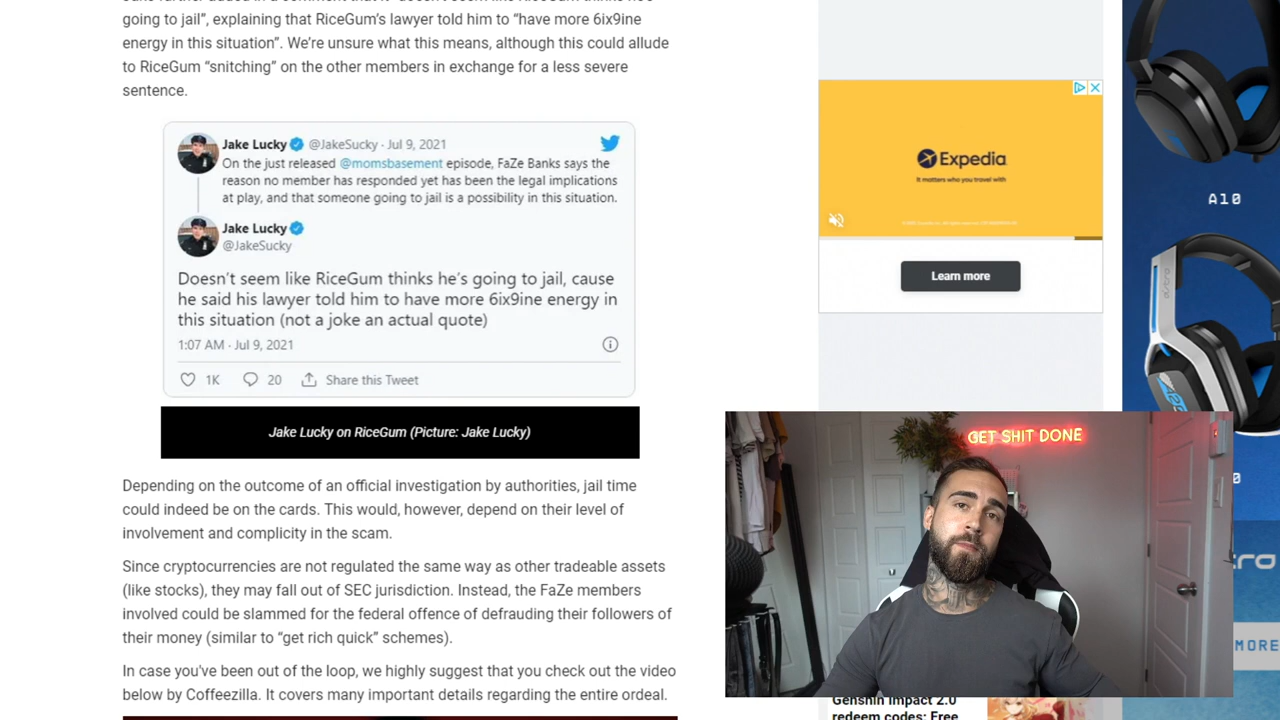 going to jail”, explaining that RiceGum’s lawyer told him to “have more 6ix9ine
energy in this situation”. We’re unsure what this means, although this could allude
to RiceGum “snitching” on the other members in exchange for a less severe
sentence.
Jake Lucky @JakeSucky · Jul 9, 2021
On the just released @momsbasement episode, FaZe Banks says the
reason no member has responded yet has been the legal implications
at play, and that someone going to jail is a possibility in this situation.
Jake Lucky
@JakeSucky
Doesn’t seem like RiceGum thinks he’s going to jail, cause
he said his lawyer told him to have more 6ix9ine energy in
this situation (not a joke an actual quote)
1:07 AM · Jul 9, 2021
1K 20 Share this Tweet
Jake Lucky on RiceGum (Picture: Jake Lucky)
Depending on the outcome of an official investigation by authorities, jail time
could indeed be on the cards. This would, however, depend on their level of
involvement and complicity in the scam.
Since cryptocurrencies are not regulated the same way as other tradeable assets
(like stocks), they may fall out of SEC jurisdiction. Instead, the FaZe members
involved could be slammed for the federal offence of defrauding their followers of
their money (similar to “get rich quick” schemes).
In case you've been out of the loop, we highly suggest that you check out the video
below by Coffeezilla. It covers many important details regarding the entire ordeal.
Expedia
It matters who you travel with
Learn more
A10
GET SHIT DONE
MORE
Genshin Impact 2.0
redeem codes: Free